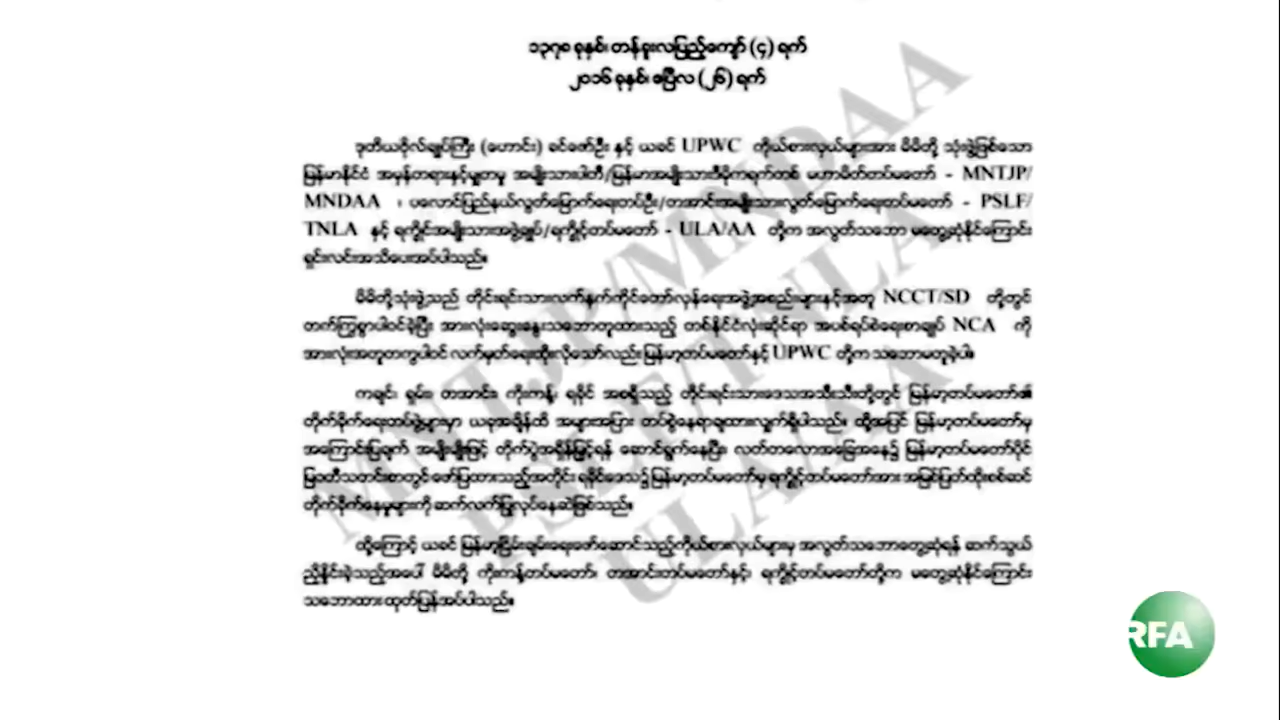 ၁၃၇၈ ခုနှစ်၊ တန်ခူးလပြည့်ကျော် (၄) ရက်
၂၀၁၆ ခုနှစ်၊ ဧပြီလ (၂၆) ရက်
ဒုတိယဗိုလ်ချုပ်ကြီး (ဟောင်း) ခင်ဇော်ဦး နှင့် ယခင် UPWC ကိုယ်စားလှယ်များအား မိမိတို့ သုံးဖွဲ့ဖြစ်သော
မြန်မာနိုင်ငံ အမှန်တရားနှင့်မျှတမှု အမျိုးသားပါတီ/မြန်မာအမျိုးသားဒီမိုကရက်တစ် မဟာမိတ်တပ်မတော် - MNTJP/
MNDAA ၊ ပလောင်ပြည်နယ်လွတ်မြောက်ရေးတပ်ဦး/တအာင်းအမျိုးသားလွတ်မြောက်ရေးတပ်မတော် - PSLF/
TNLA နှင့် ရက္ခိုင်အမျိုးသားအဖွဲ့ချုပ်/ရက္ခိုင့်တပ်မတော် - ULA/AA တို့က အလွတ်သဘော မတွေ့ဆုံနိုင်ကြောင်း
ရှင်းလင်းအသိပေးအပ်ပါသည်။
မိမိတို့သုံးဖွဲ့သည် တိုင်းရင်းသားလက်နက်ကိုင်တော်လှန်ရေးအဖွဲ့အစည်းများနှင့်အတူ NCCT/SD တို့တွင်
တက်ကြွစွာပါဝင်ခဲ့ပြီး အားလုံးဆွေးနွေးသဘောတူထားသည့် တစ်နိုင်ငံလုံးဆိုင်ရာ အပစ်ရပ်စဲရေးစာချုပ် NCA ကို
အားလုံးအတူတကွပါဝင် လက်မှတ်ရေးထိုးလိုသော်လည်း မြန်မာ့တပ်မတော်နှင့် UPWC တို့က သဘောမတူခဲ့ပါ။
ကချင်၊ ရှမ်း၊ တအာင်း၊ ကိုးကန့်၊ ရခိုင် အစရှိသည့် တိုင်းရင်းသားဒေသအသီးသီးတို့တွင် မြန်မာ့တပ်မတော်၏
တိုက်ခိုက်ရေးတပ်ဖွဲ့များမှာ ယခုအချိန်ထိ အများအပြား တပ်စွဲနေရာချထားလျက်ရှိပါသည်။ ထို့အပြင် မြန်မာ့တပ်မတော်မှ
အကြောင်းပြချက် အမျိုးမျိုးဖြင့် တိုက်ပွဲအရှိန်မြှင့်ရန် ဆောင်ရွက်နေပြီး၊ လတ်တလောအခြေအနေ၌ မြန်မာ့တပ်မတော်ပိုင်
မြဝတီသတင်းစာတွင် ဖော်ပြထားသည့်အတိုင်း ရခိုင်ဒေသ၌ မြန်မာ့တပ်မတော်မှ ရက္ခိုင့်တပ်မတော်အား အမြစ်ပြတ်ထိုးစစ်ဆင်
တိုက်ခိုက်နေမှုများကို ဆက်လက်ပြုလုပ်နေဆဲဖြစ်သည်။
ထို့ကြောင့် ယခင် မြန်မာ့ငြိမ်းချမ်းရေးဖော်ဆောင်သည့်ကိုယ်စားလှယ်များမှ အလွတ်သဘောတွေ့ဆုံရန် ဆက်သွယ်
ညှိနှိုင်းခဲ့သည့်အပေါ် မိမိတို့ ကိုးကန့်တပ်မတော်၊ တအာင်းတပ်မတော်နှင့် ရက္ခိုင့်တပ်မတော်တို့က မတွေ့ဆုံနိုင်ကြောင်း
သဘောထား ထုတ်ပြန်အပ်ပါသည်။
MNTJP/MNDAA
PSLF/TNLA
ULA/AA
RFA